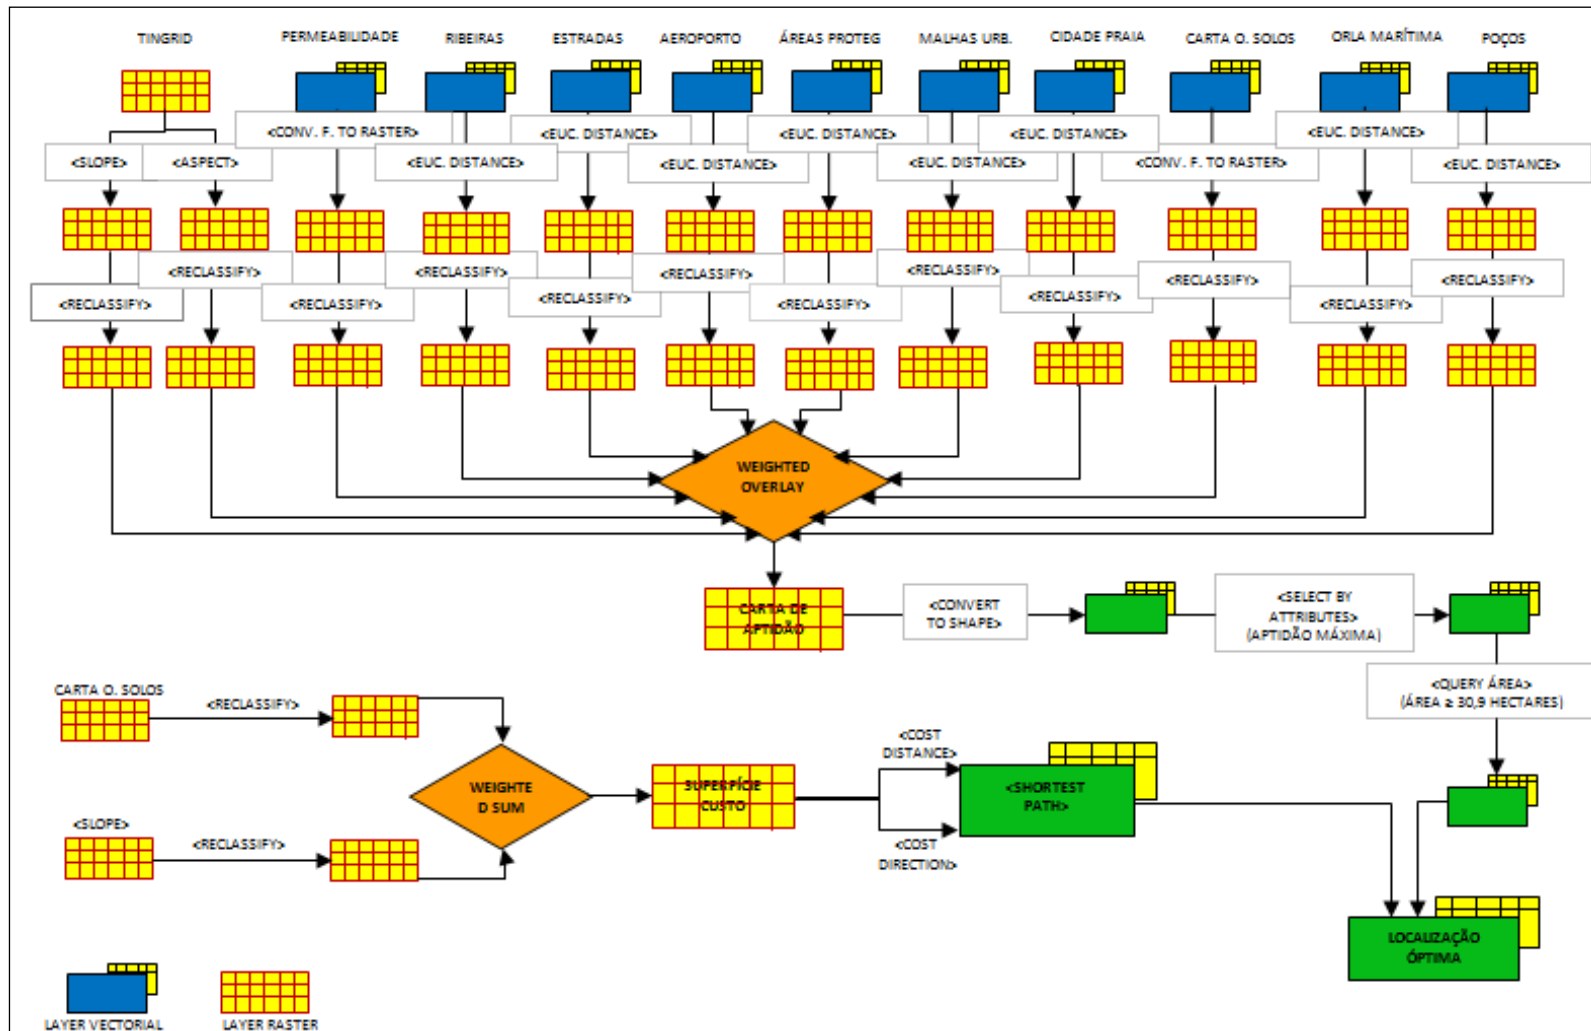 TINGRID
PERMEABILIDADE
RIBEIRAS
ESTRADAS
AEROPORTO
ÁREAS PROTEG
MALHAS URB.
CIDADE PRAIA
CARTA O. SOLOS
ORLA MARÍTIMA
POÇOS
<SLOPE>
<ASPECT>
<CONV. F. TO RASTER>
<EUC. DISTANCE>
<EUC. DISTANCE>
<EUC. DISTANCE>
<EUC. DISTANCE>
<EUC. DISTANCE>
<EUC. DISTANCE>
<CONV. F. TO RASTER>
<EUC. DISTANCE>
<EUC. DISTANCE>
<RECLASSIFY>
<RECLASSIFY>
<RECLASSIFY>
<RECLASSIFY>
<RECLASSIFY>
<RECLASSIFY>
<RECLASSIFY>
<RECLASSIFY>
<RECLASSIFY>
<RECLASSIFY>
<RECLASSIFY>
<RECLASSIFY>
WEIGHTED
OVERLAY
CARTA DE
APTIDÃO
<CONVERT
TO SHAPE>
<SELECT BY
ATTRIBUTES>
(APTIDÃO MÁXIMA)
<QUERY ÁREA>
(ÁREA ≥ 30,9 HECTARES)
CARTA O. SOLOS
<RECLASSIFY>
<SLOPE>
<RECLASSIFY>
WEIGHTE
D SUM
SUPERFÍCIE
CUSTO
<COST
DISTANCE>
<COST
DIRECTION>
<SHORTEST
PATH>
LOCALIZAÇÃO
ÓPTIMA
LAYER VECTORIAL
LAYER RASTER